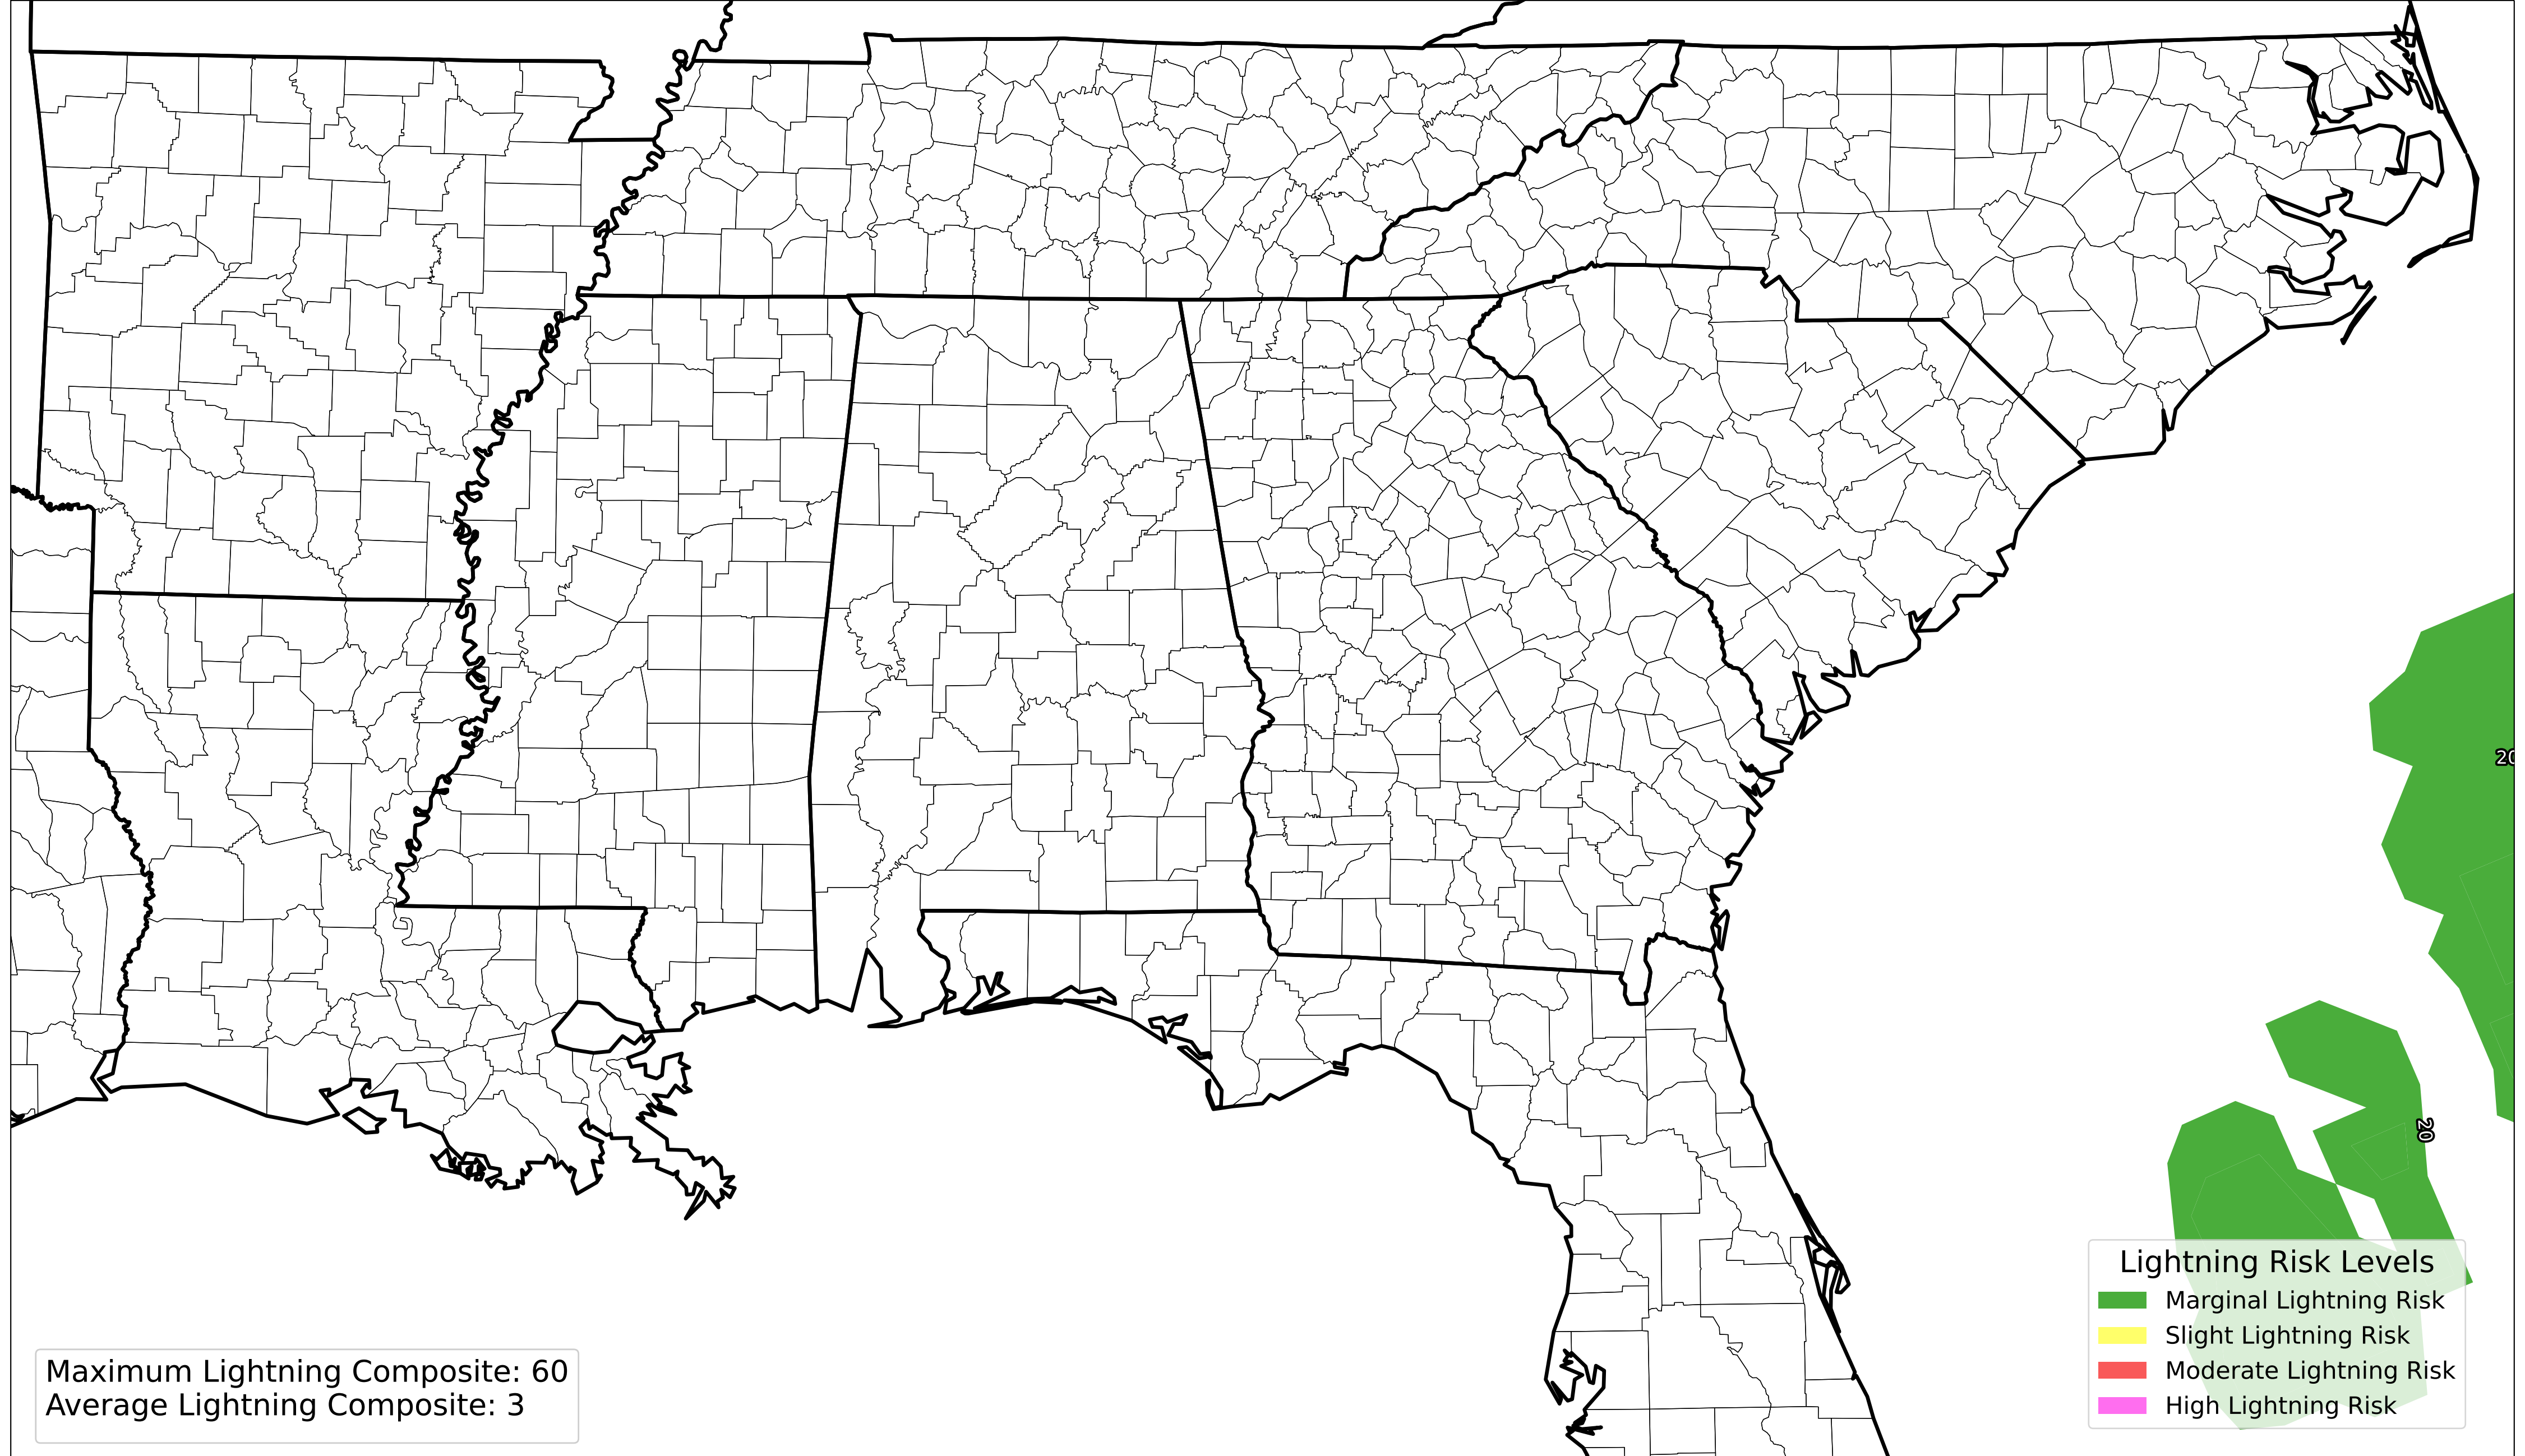 20
20
Lightning Risk Levels
Marginal Lightning Risk
Slight Lightning Risk
Moderate Lightning Risk
High Lightning Risk
Maximum Lightning Composite: 60
Average Lightning Composite: 3